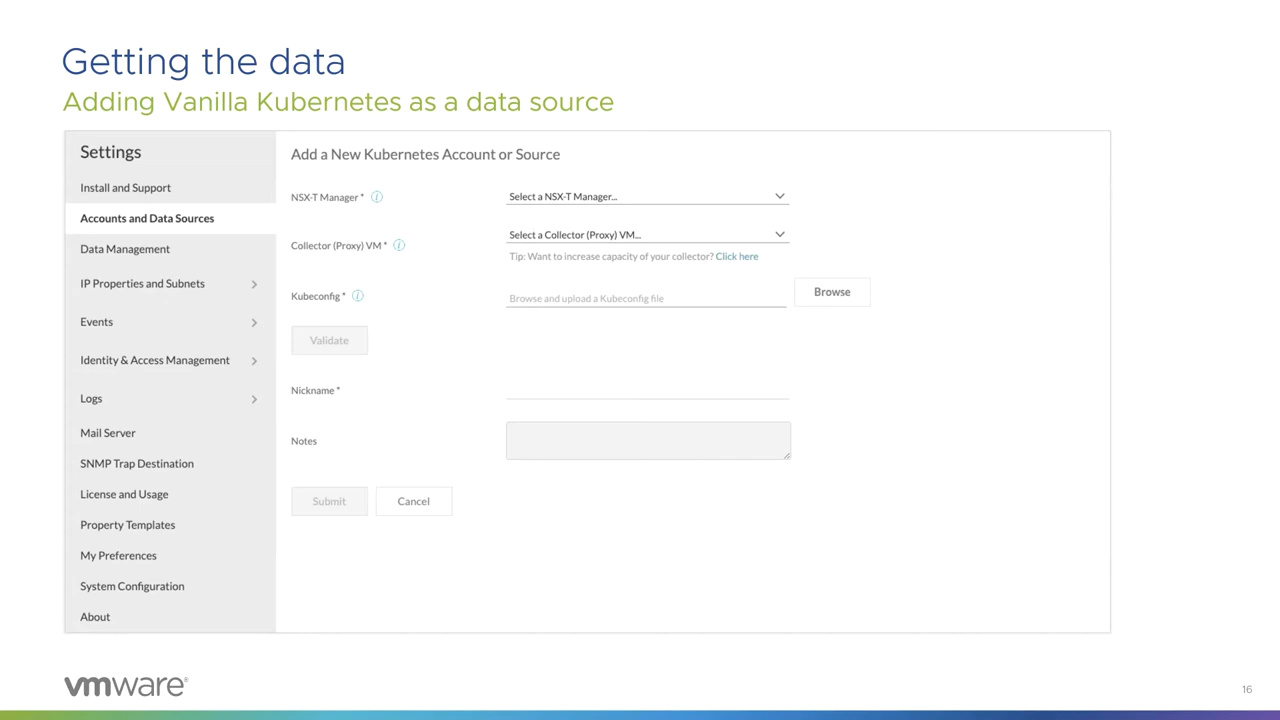 Getting the data
Adding Vanilla Kubernetes as a data source
Settings
Install and Support
Accounts and Data Sources
Data Management
IP Properties and Subnets
Events
Identity & Access Management
Logs
Mail Server
SNMP Trap Destination
License and Usage
Property Templates
My Preferences
System Configuration
About
Add a New Kubernetes Account or Source
NSX-T Manager * i
Select a NSX-T Manager...
Collector (Proxy) VM * i
Select a Collector (Proxy) VM...
Tip: Want to increase capacity of your collector? Click here
Kubeconfig * i
Browse and upload a Kubeconfig file
Browse
Validate
Nickname *
Notes
Submit
Cancel
vmware®
16